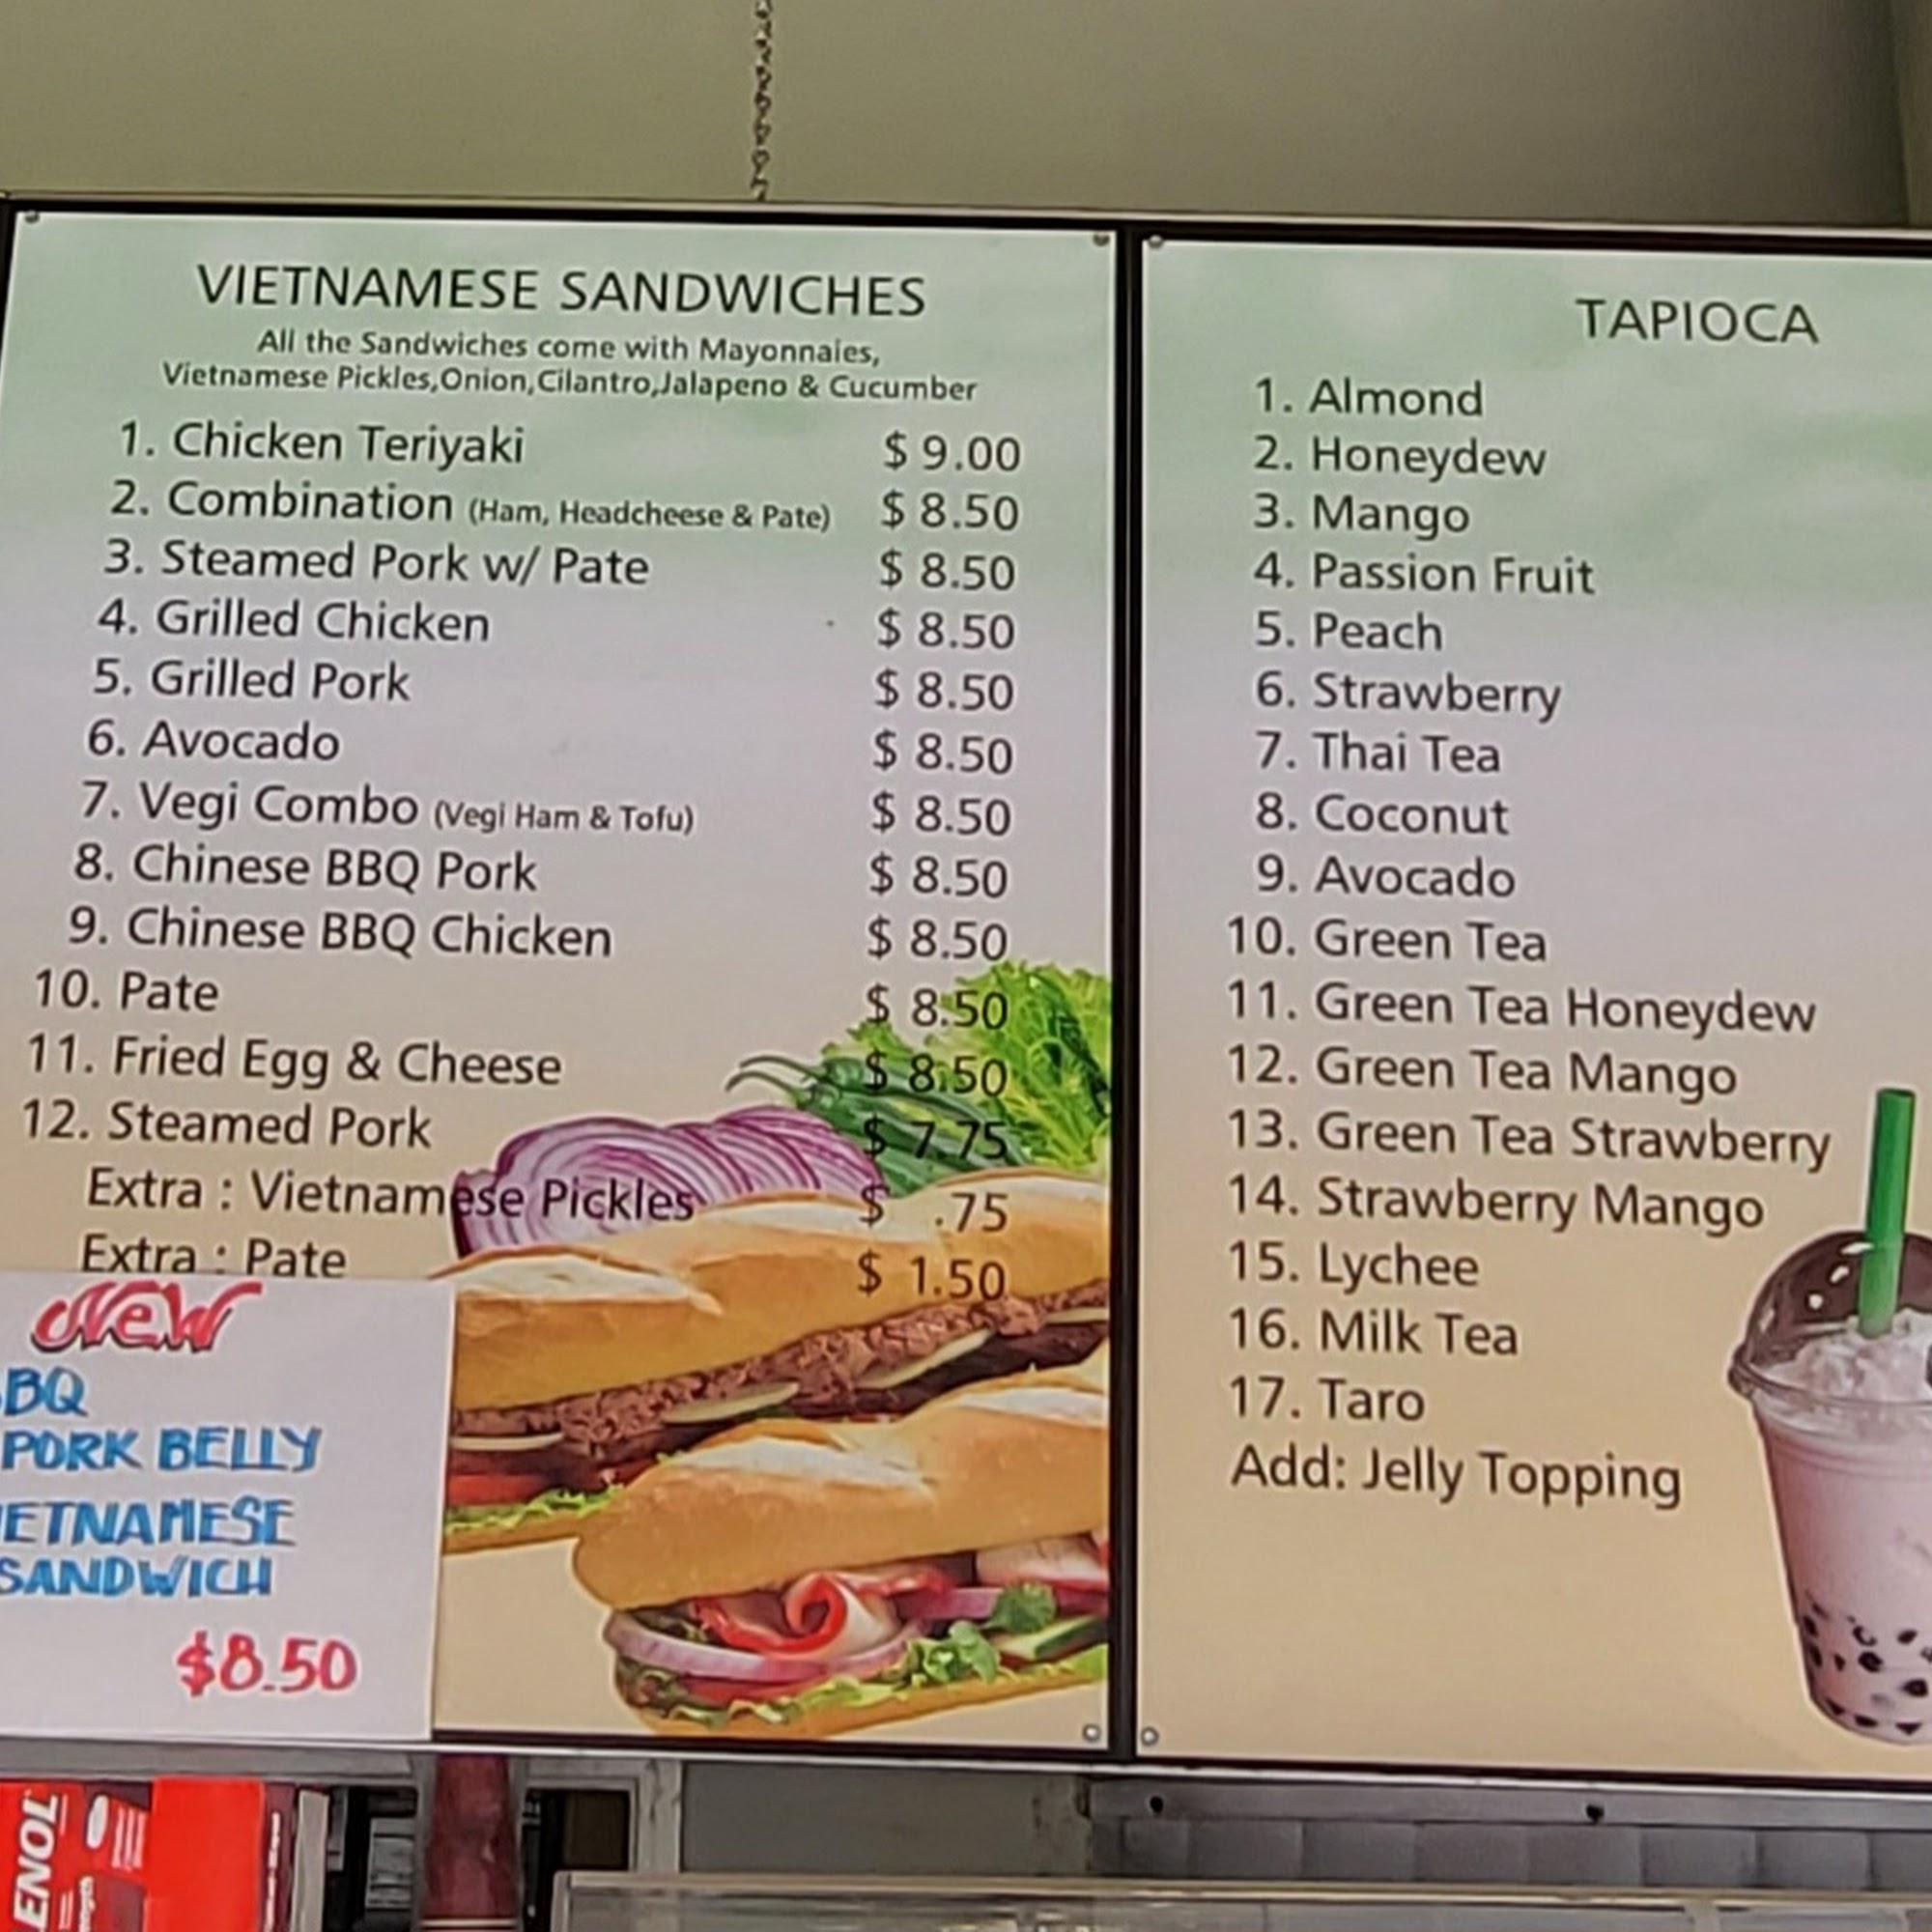 VIETNAMESE SANDWICHES
All the Sandwiches come with Mayonnaies,
Vietnamese Pickles,Onion,Cilantro,Jalapeno & Cucumber
1. Chicken Teriyaki $ 9.00
2. Combination (Ham, Headcheese & Pate) $ 8.50
3. Steamed Pork w/ Pate $ 8.50
4. Grilled Chicken $ 8.50
5. Grilled Pork $ 8.50
6. Avocado $ 8.50
7. Vegi Combo (Vegi Ham & Tofu) $ 8.50
8. Chinese BBQ Pork $ 8.50
9. Chinese BBQ Chicken $ 8.50
10. Pate $ 8.50
11. Fried Egg & Cheese $ 8.50
12. Steamed Pork $ 7.75
Extra : Vietnamese Pickles $ .75
Extra : Pate $ 1.50
New
BQ
PORK BELLY
IETNAMESE
SANDWICH
$8.50
TAPIOCA
1. Almond
2. Honeydew
3. Mango
4. Passion Fruit
5. Peach
6. Strawberry
7. Thai Tea
8. Coconut
9. Avocado
10. Green Tea
11. Green Tea Honeydew
12. Green Tea Mango
13. Green Tea Strawberry
14. Strawberry Mango
15. Lychee
16. Milk Tea
17. Taro
Add: Jelly Topping
ENOL